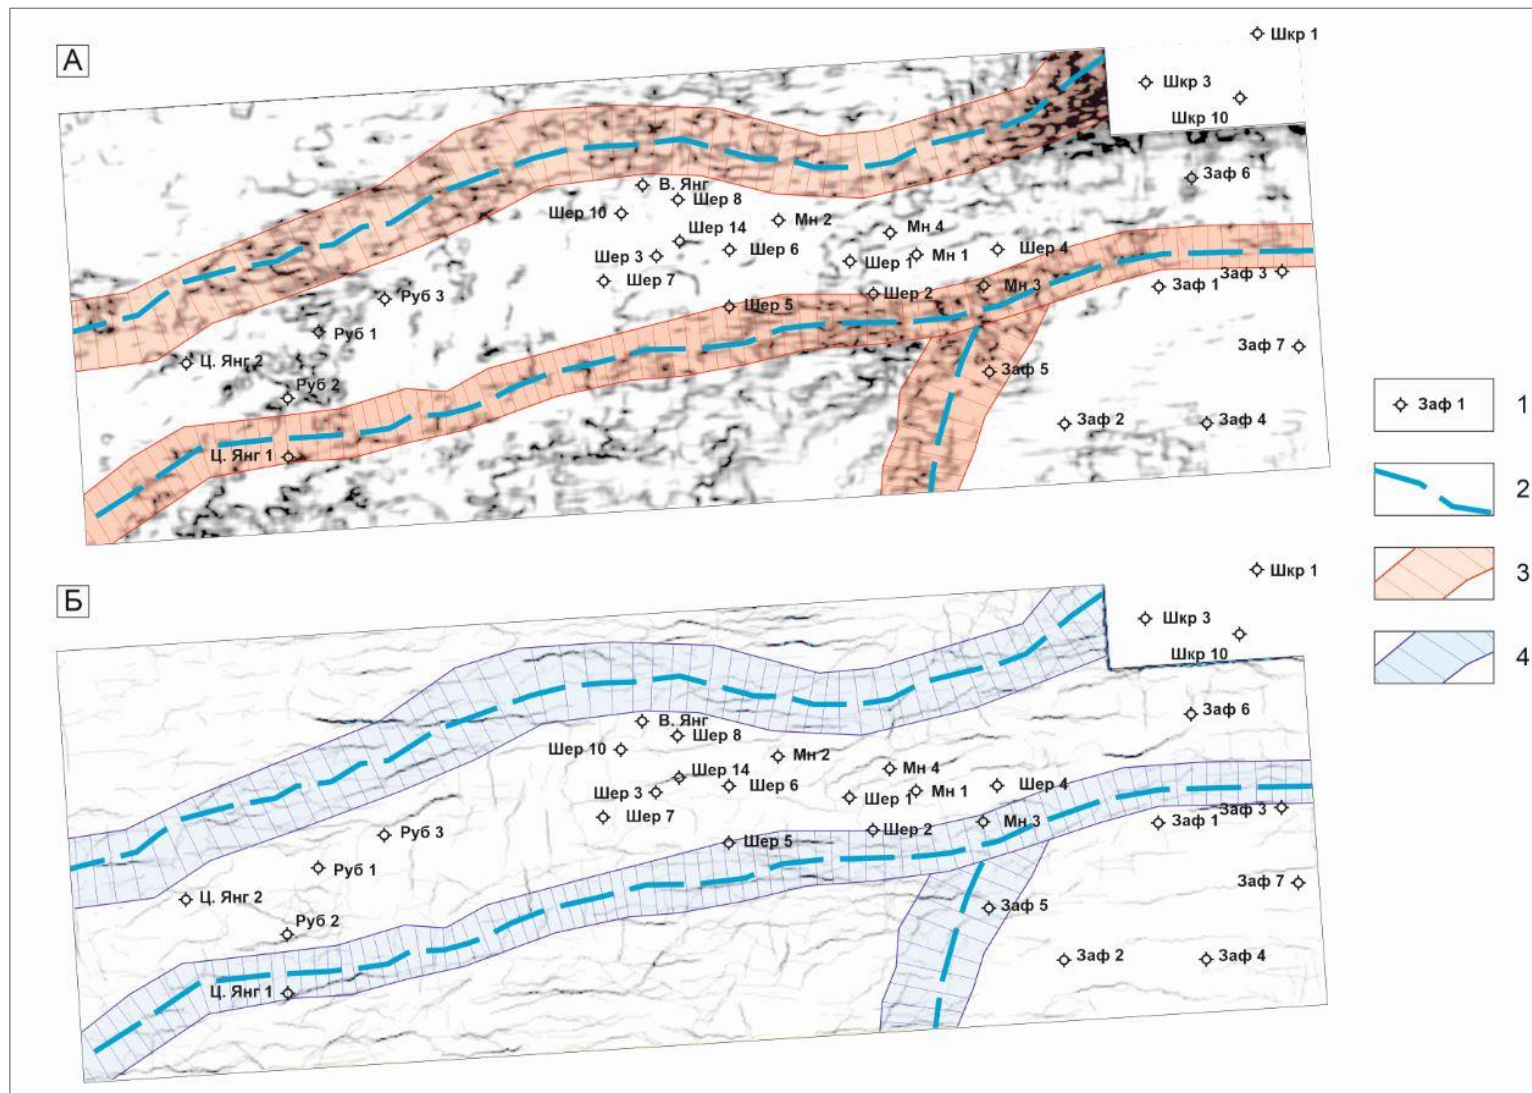 А
Шкр 1
Шкр 3
Шкр 10
Заф 6
В. Янг
Шер 8
Шер 10
Мн 2
Шер 14
Мн 4
Шер 3
Шер 6
Шер 1
Мн 1
Шер 4
Шер 7
Заф 3
Руб 3
Шер 5
Шер 2
Мн 3
Заф 1
Руб 1
Заф 7
Ц. Янг 2
Заф 5
Руб 2
Заф 2
Заф 4
Ц. Янг 1
Заф 1
1
2
3
4
Б
Шкр 1
Шкр 3
Шкр 10
Заф 6
В. Янг
Шер 8
Шер 10
Мн 2
Шер 14
Мн 4
Шер 3
Шер 6
Шер 1
Мн 1
Шер 4
Шер 7
Заф 3
Руб 3
Шер 5
Шер 2
Мн 3
Заф 1
Руб 1
Заф 7
Ц. Янг 2
Заф 5
Руб 2
Заф 2
Заф 4
Ц. Янг 1